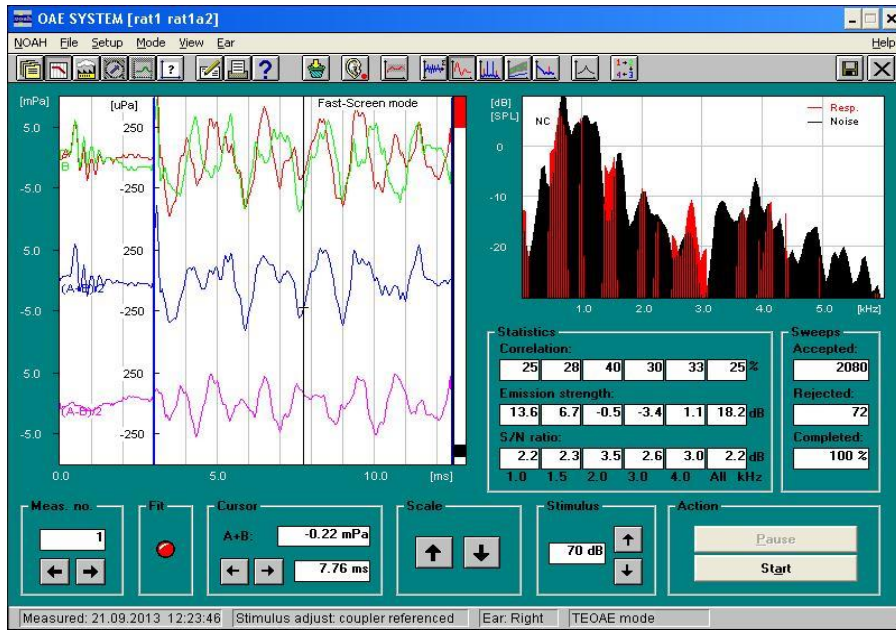 OAE SYSTEM [rat1 rat1a2]
NOAH File Setup Mode View Ear Help
[mPa] [uPa] Fast-Screen mode
5.0 250
A
B
-5.0 -250
5.0 250
(A+B)/2
-5.0 -250
5.0 250
(A-B)/2
-5.0 -250
0.0 5.0 10.0 [ms]
[dB]
[SPL]
NC
Resp.
Noise
0
-10
-20
1.0 2.0 3.0 4.0 5.0 [kHz]
Statistics
Correlation:
25 28 40 30 33 25 %
Emission strength:
13.6 6.7 -0.5 -3.4 1.1 18.2 dB
S/N ratio:
2.2 2.3 3.5 2.6 3.0 2.2 dB
1.0 1.5 2.0 3.0 4.0 All kHz
Sweeps
Accepted:
2080
Rejected:
72
Completed:
100 %
Meas. no.
1
Fit
Cursor
A+B: -0.22 mPa
7.76 ms
Scale
Stimulus
70 dB
Action
Pause
Start
Measured: 21.09.2013 12:23:46 Stimulus adjust: coupler referenced Ear: Right TEOAE mode